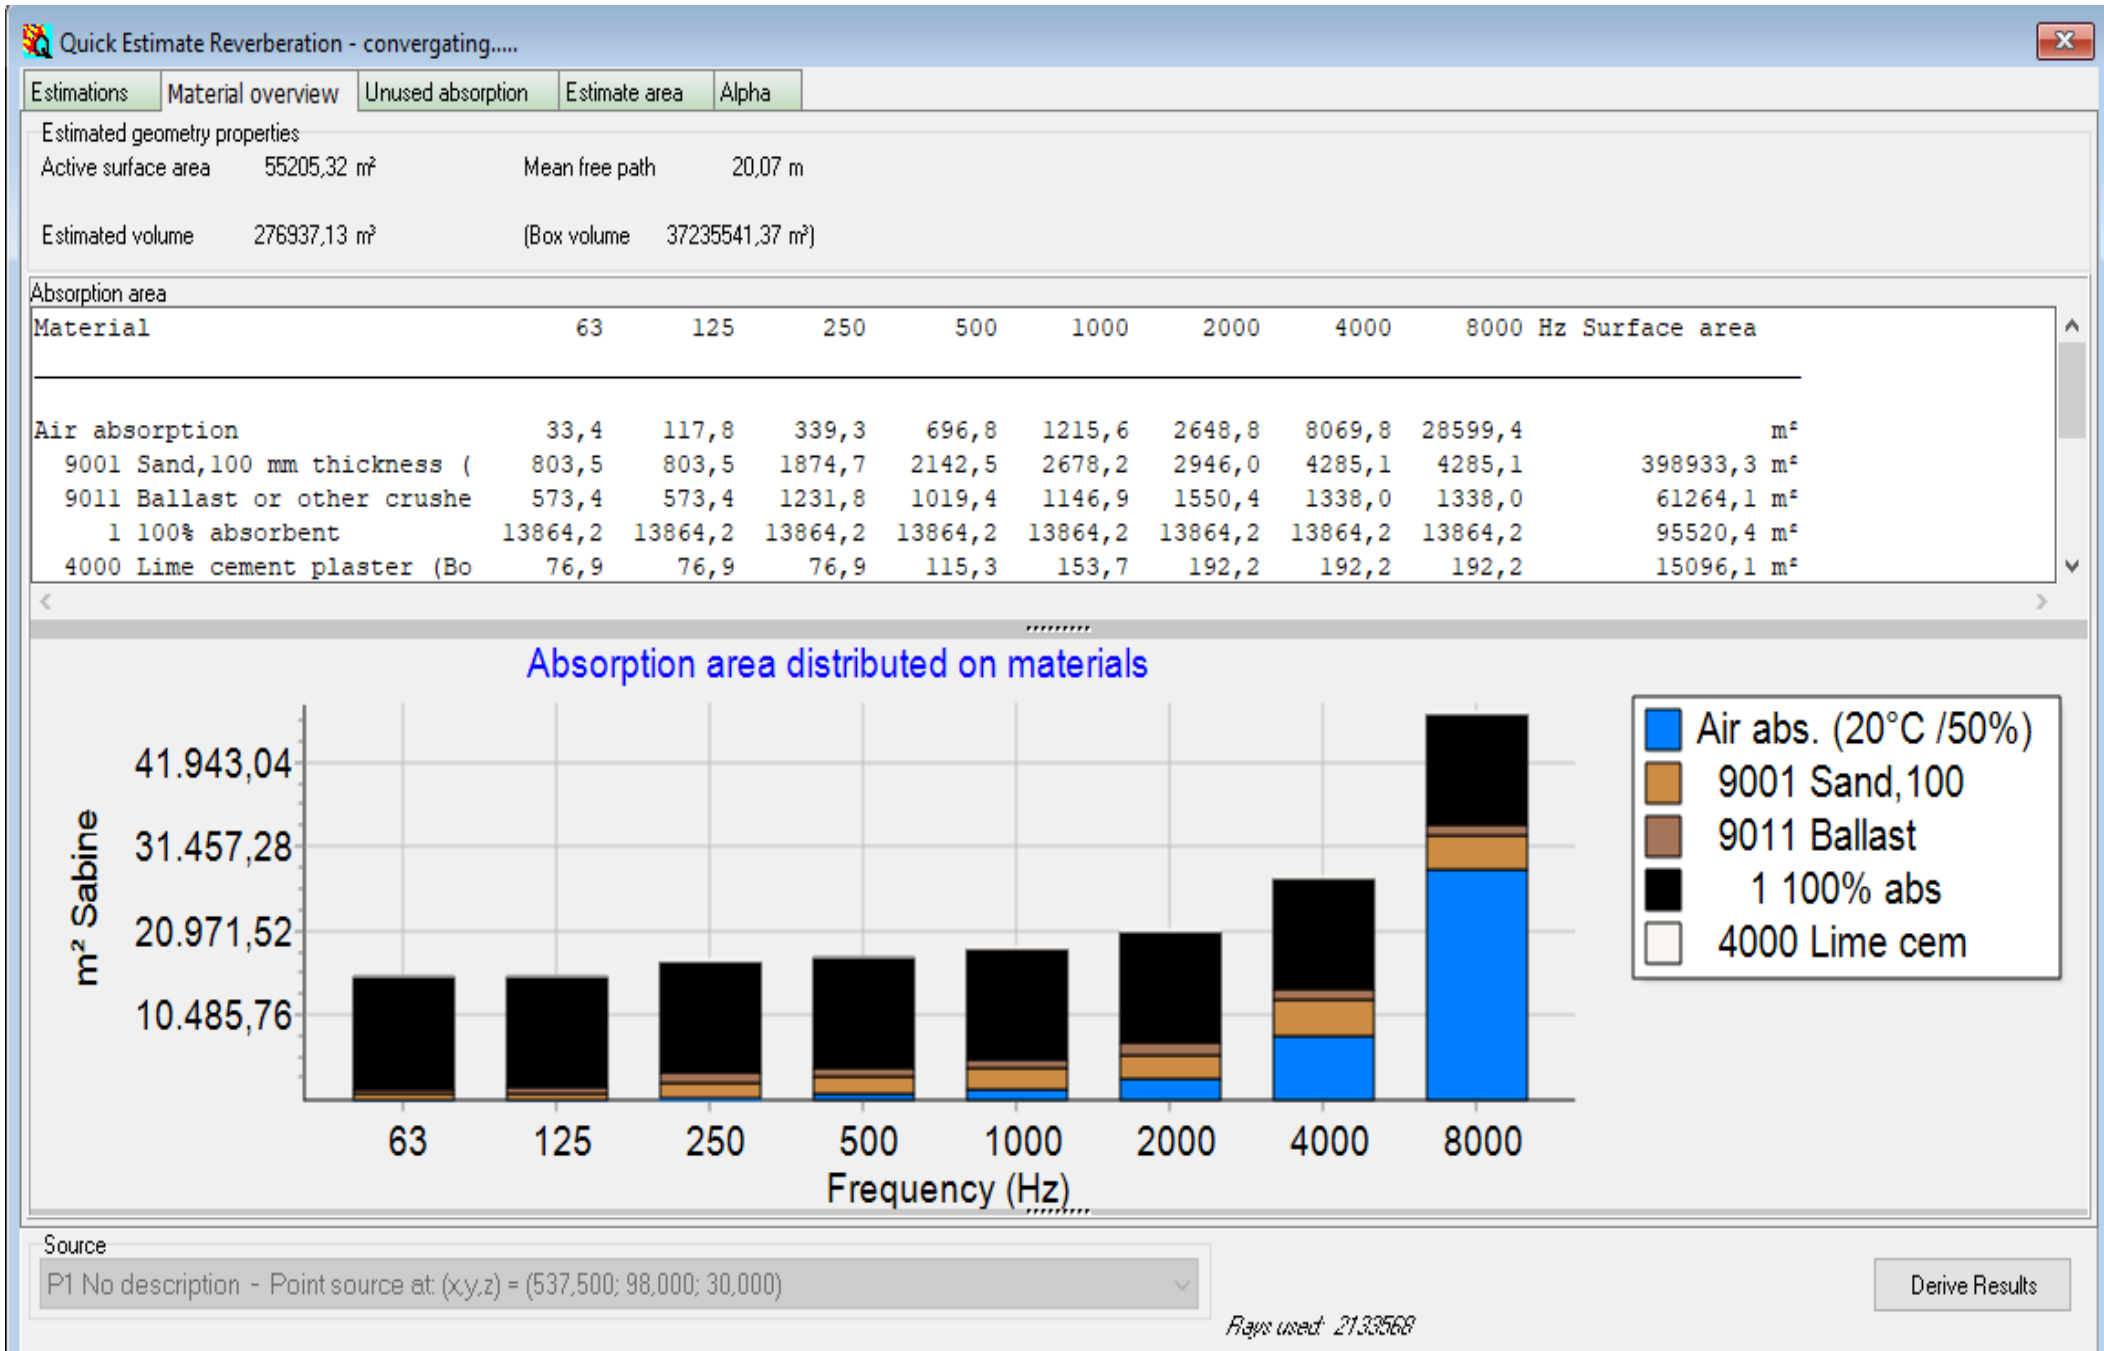 Quick Estimate Reverberation - convergating.....
Estimations Material overview Unused absorption Estimate area Alpha
Estimated geometry properties
Active surface area 55205,32 m² Mean free path 20,07 m
Estimated volume 276937,13 m³ (Box volume 37235541,37 m³)
Absorption area
Material 63 125 250 500 1000 2000 4000 8000 Hz Surface area
Air absorption 33,4 117,8 339,3 696,8 1215,6 2648,8 8069,8 28599,4 m²
9001 Sand,100 mm thickness ( 803,5 803,5 1874,7 2142,5 2678,2 2946,0 4285,1 4285,1 398933,3 m²
9011 Ballast or other crushe 573,4 573,4 1231,8 1019,4 1146,9 1550,4 1338,0 1338,0 61264,1 m²
1 100% absorbent 13864,2 13864,2 13864,2 13864,2 13864,2 13864,2 13864,2 13864,2 95520,4 m²
4000 Lime cement plaster (Bo 76,9 76,9 76,9 115,3 153,7 192,2 192,2 192,2 15096,1 m²
Absorption area distributed on materials
m² Sabine
41.943,04
31.457,28
20.971,52
10.485,76
63 125 250 500 1000 2000 4000 8000
Frequency (Hz)
Air abs. (20°C /50%)
9001 Sand,100
9011 Ballast
1 100% abs
4000 Lime cem
Source
P1 No description - Point source at: (x,y,z) = (537,500; 98,000; 30,000)
Derive Results
Rays used: 2133568